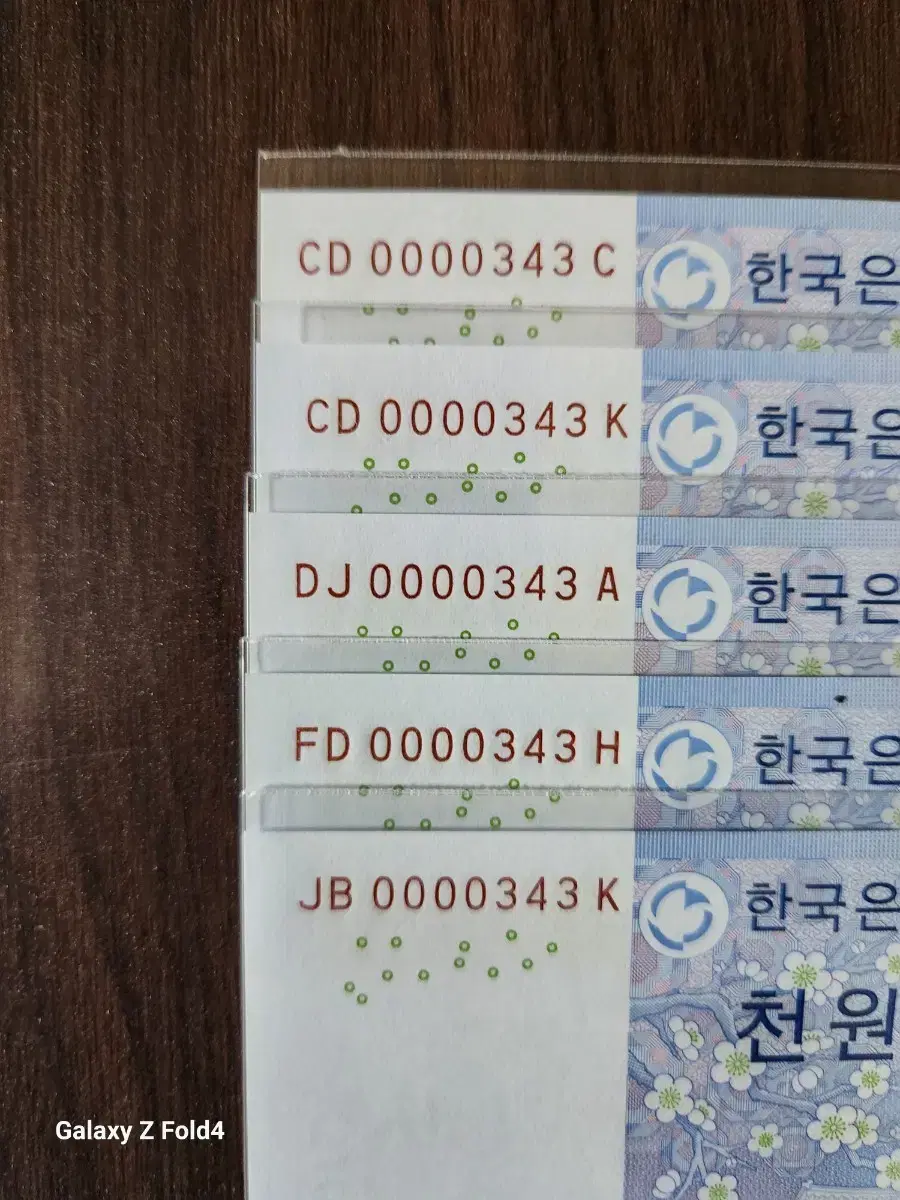 CD 0000343 C
한국은
CD 0000343 K
한국은
DJ 0000343 A
한국은
FD 0000343 H
한국은
JB 0000343 K
한국은
천원
Galaxy Z Fold4